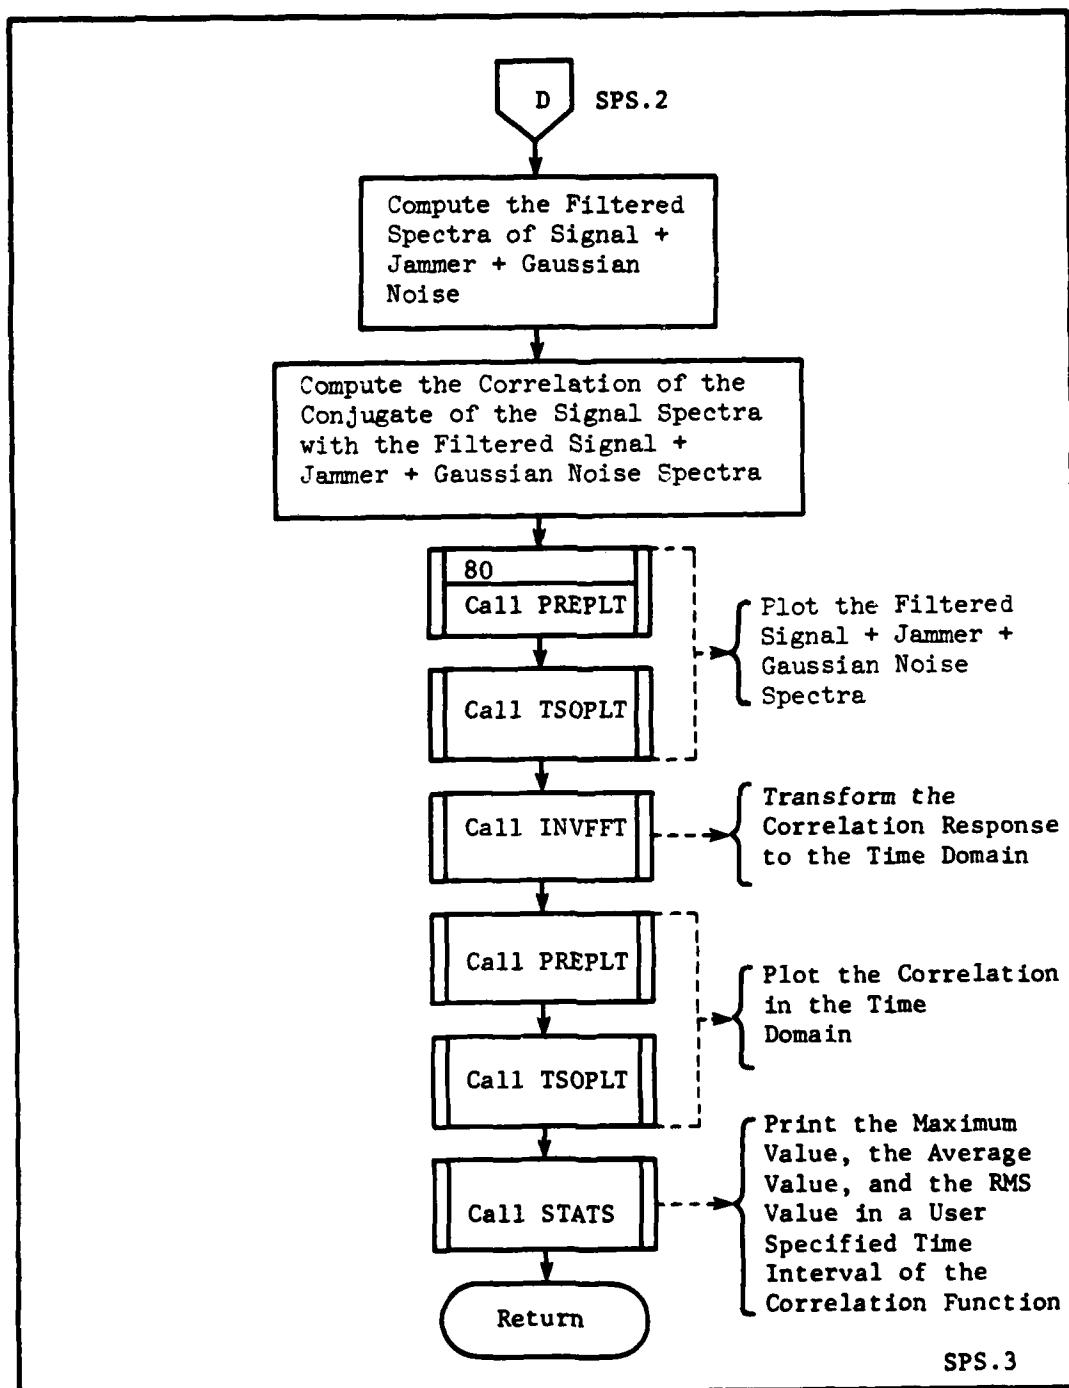 D SPS.2
Compute the Filtered
Spectra of Signal +
Jammer + Gaussian
Noise
Compute the Correlation of the
Conjugate of the Signal Spectra
with the Filtered Signal +
Jammer + Gaussian Noise Spectra
80
Call PREPLT
Call TSOPLT
Plot the Filtered
Signal + Jammer +
Gaussian Noise
Spectra
Call INVFFT
Transform the
Correlation Response
to the Time Domain
Call PREPLT
Call TSOPLT
Plot the Correlation
in the Time
Domain
Call STATS
Print the Maximum
Value, the Average
Value, and the RMS
Value in a User
Specified Time
Interval of the
Correlation Function
Return
SPS.3